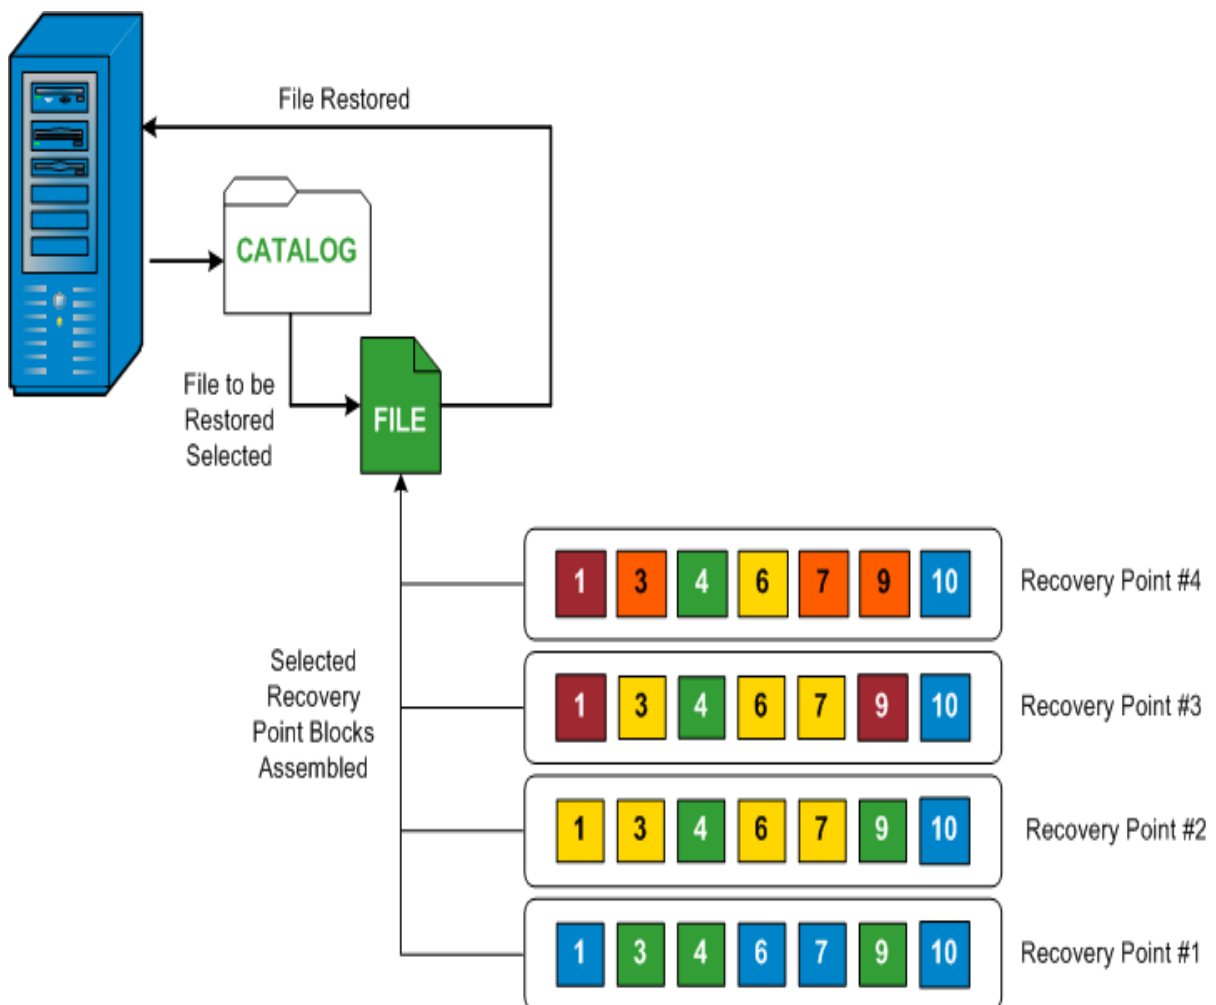 File Restored
CATALOG
File to be
Restored
Selected
FILE
1 3 4 6 7 9 10
Recovery Point #4
Selected
Recovery
Point Blocks
Assembled
1 3 4 6 7 9 10
Recovery Point #3
1 3 4 6 7 9 10
Recovery Point #2
1 3 4 6 7 9 10
Recovery Point #1